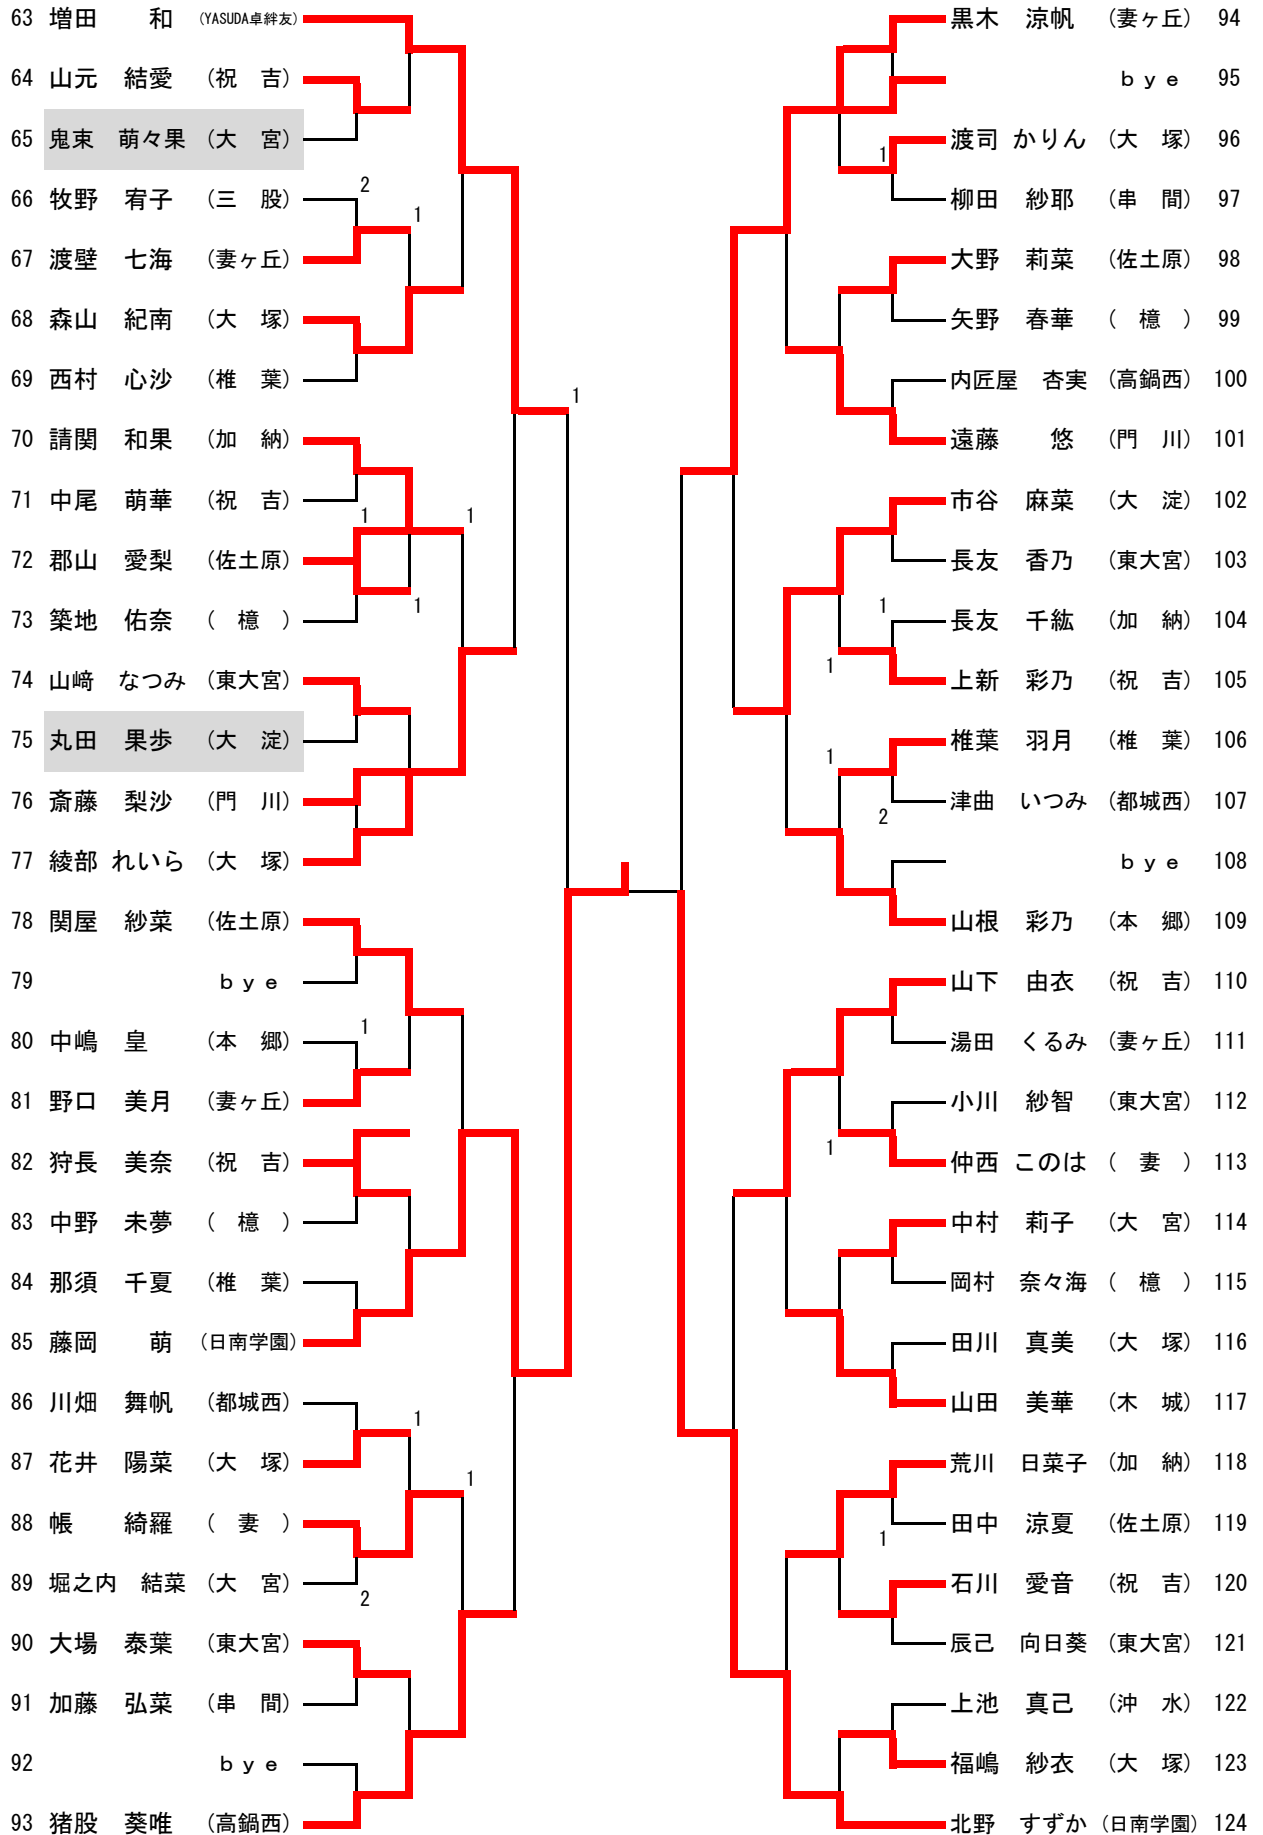 63 増田　　和 （YASUDA卓絆友）
64 山元　結愛 （祝　吉）
65 鬼束　萌々果 （大　宮）
66 牧野　宥子 （三　股）
2
1
67 渡壁　七海 （妻ヶ丘）
68 森山　紀南 （大　塚）
69 西村　心沙 （椎　葉）
1
70 請関　和果 （加　納）
71 中尾　萌華 （祝　吉）
1
1
72 郡山　愛梨 （佐土原）
1
73 築地　佑奈 （　檍　）
74 山﨑　なつみ （東大宮）
75 丸田　果歩 （大　淀）
76 斎藤　梨沙 （門　川）
77 綾部 れいら （大　塚）
78 関屋　紗菜 （佐土原）
79 ｂｙｅ
1
80 中嶋　皇 （本　郷）
81 野口　美月 （妻ヶ丘）
82 狩長　美奈 （祝　吉）
83 中野　未夢 （　檍　）
84 那須　千夏 （椎　葉）
85 藤岡　　萌 （日南学園）
86 川畑　舞帆 （都城西）
1
87 花井　陽菜 （大　塚）
1
88 帳　　綺羅 （　妻　）
89 堀之内　結菜 （大　宮）
2
90 大場　泰葉 （東大宮）
91 加藤　弘菜 （串　間）
92 ｂｙｅ
93 猪股　葵唯 （高鍋西）
黒木　涼帆 （妻ヶ丘） 94
ｂｙｅ 95
1
渡司 かりん （大　塚） 96
柳田　紗耶 （串　間） 97
大野　莉菜 （佐土原） 98
矢野　春華 （　檍　） 99
内匠屋　杏実 （高鍋西） 100
遠藤　　悠 （門　川） 101
市谷　麻菜 （大　淀） 102
長友　香乃 （東大宮） 103
1
長友　千紘 （加　納） 104
1
上新　彩乃 （祝　吉） 105
椎葉　羽月 （椎　葉） 106
1
津曲　いつみ （都城西） 107
2
ｂｙｅ 108
山根　彩乃 （本　郷） 109
山下　由衣 （祝　吉） 110
湯田　くるみ （妻ヶ丘） 111
小川　紗智 （東大宮） 112
1
仲西 このは （　妻　） 113
中村　莉子 （大　宮） 114
岡村　奈々海 （　檍　） 115
田川　真美 （大　塚） 116
山田　美華 （木　城） 117
荒川　日菜子 （加　納） 118
田中　涼夏 （佐土原） 119
1
石川　愛音 （祝　吉） 120
辰己　向日葵 （東大宮） 121
上池　真己 （沖　水） 122
福嶋　紗衣 （大　塚） 123
北野　すずか （日南学園） 124